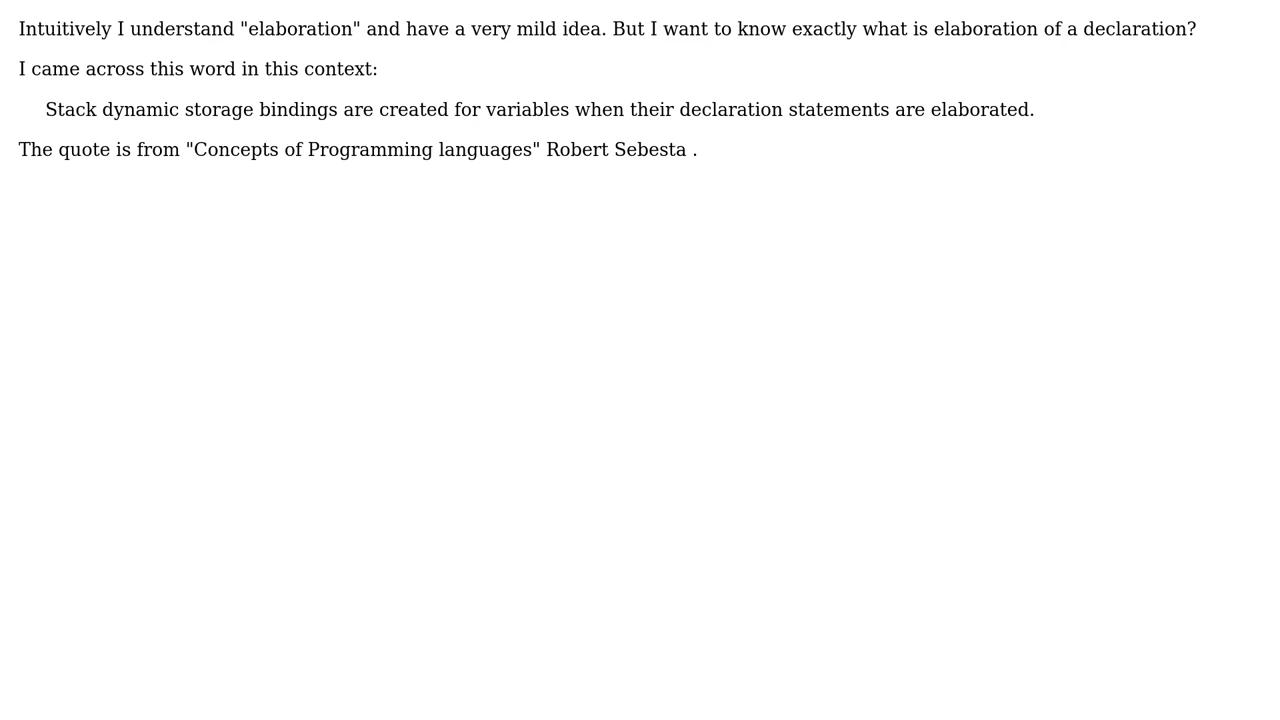 Intuitively I understand "elaboration" and have a very mild idea. But I want to know exactly what is elaboration of a declaration?
I came across this word in this context:
Stack dynamic storage bindings are created for variables when their declaration statements are elaborated.
The quote is from "Concepts of Programming languages" Robert Sebesta .